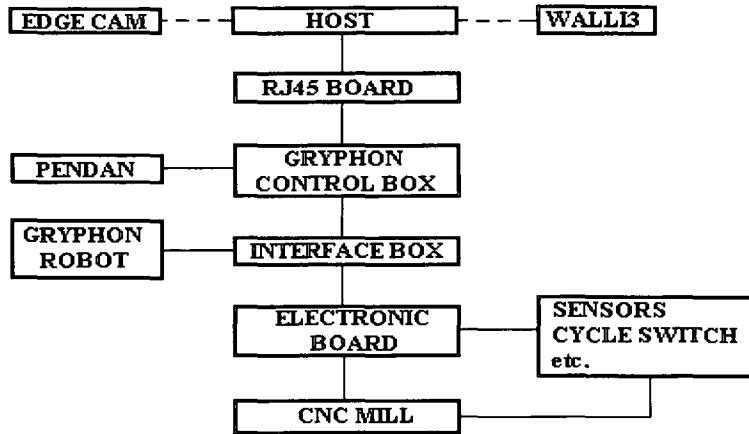 EDGE CAM
HOST
WALLI3
RJ45 BOARD
PENDAN
GRYPHON
CONTROL BOX
GRYPHON
ROBOT
INTERFACE BOX
ELECTRONIC
BOARD
SENSORS
CYCLE SWITCH
etc.
CNC MILL